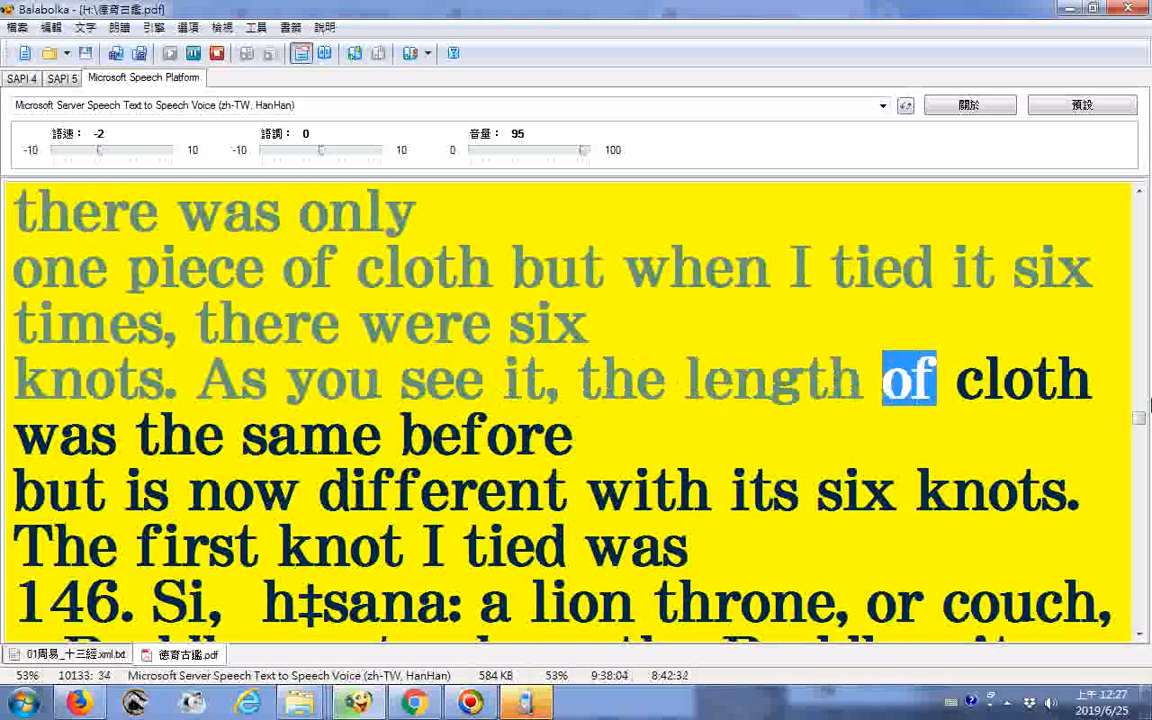 Balabolka - [H:\德育古鑑.pdf]
檔案 編輯 文字 朗讀 引擎 選項 檢視 工具 書籤 說明
SAPI 4 SAPI 5 Microsoft Speech Platform
Microsoft Server Speech Text to Speech Voice (zh-TW, HanHan) 關於 預設
語速： -2 語調： 0 音量： 95
-10 10 -10 10 0 100
there was only
one piece of cloth but when I tied it six
times, there were six
knots. As you see it, the length of cloth
was the same before
but is now different with its six knots.
The first knot I tied was
146. Si, h‡sana: a lion throne, or couch,
01周易_十三經.xml.txt 德育古鑑.pdf
53% 10133: 34 Microsoft Server Speech Text to Speech Voice (zh-TW, HanHan) 584 KB 53% 9:38:04 8:42:32
上午 12:27
2019/6/25